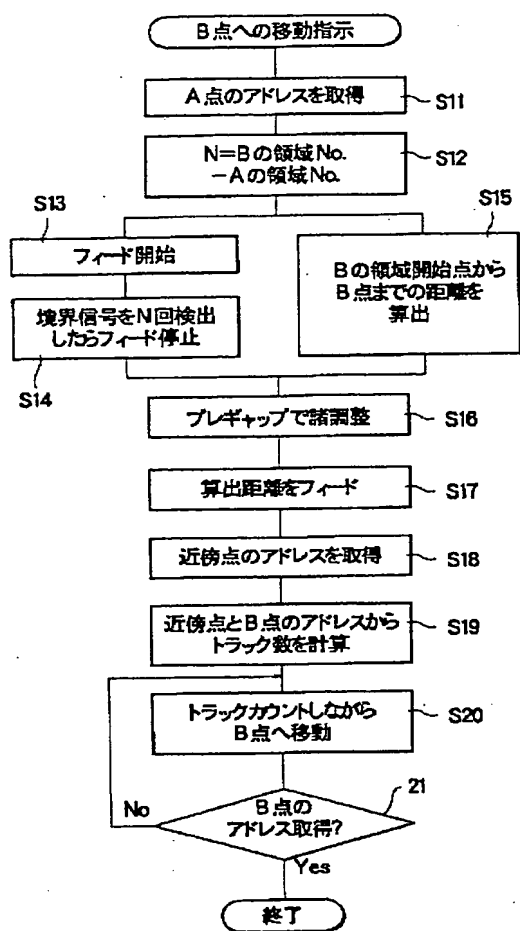 B点への移動指示
A点のアドレスを取得
S11
N=Bの領域No.
-Aの領域No.
S12
S13
フィード開始
境界信号をN回検出
したらフィード停止
S14
S15
Bの領域開始点から
B点までの距離を
算出
プレギャップで諸調整
S16
算出距離をフィード
S17
近傍点のアドレスを取得
S18
近傍点とB点のアドレスから
トラック数を計算
S19
トラックカウントしながら
B点へ移動
S20
B点の
アドレス取得?
21
No
Yes
終了